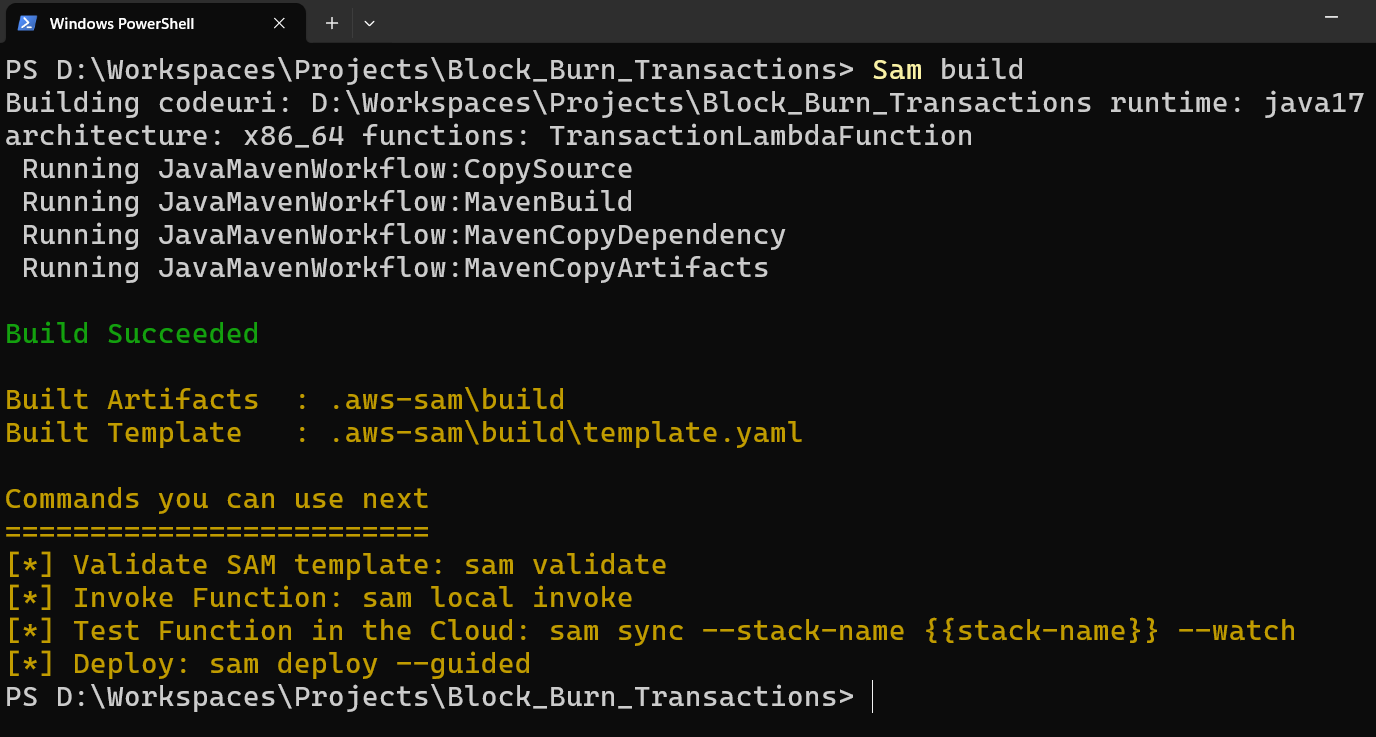 Windows PowerShell
PS D:\Workspaces\Projects\Block_Burn_Transactions> Sam build
Building codeuri: D:\Workspaces\Projects\Block_Burn_Transactions runtime: java17
architecture: x86_64 functions: TransactionLambdaFunction
 Running JavaMavenWorkflow:CopySource
 Running JavaMavenWorkflow:MavenBuild
 Running JavaMavenWorkflow:MavenCopyDependency
 Running JavaMavenWorkflow:MavenCopyArtifacts
Build Succeeded
Built Artifacts  : .aws-sam\build
Built Template   : .aws-sam\build\template.yaml
Commands you can use next
=========================
[*] Validate SAM template: sam validate
[*] Invoke Function: sam local invoke
[*] Test Function in the Cloud: sam sync --stack-name {{stack-name}} --watch
[*] Deploy: sam deploy --guided
PS D:\Workspaces\Projects\Block_Burn_Transactions>